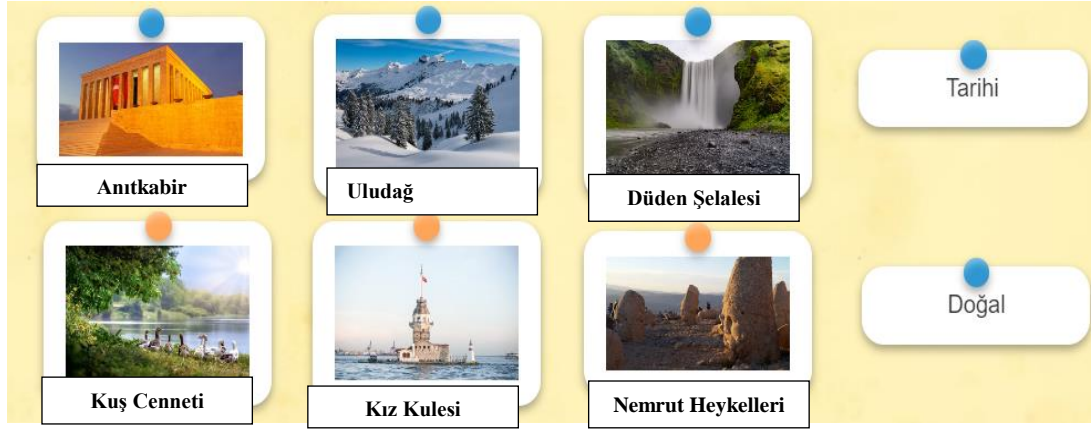 Anıtkabir
Uludağ
Düden Şelalesi
Tarihi
Kuş Cenneti
Kız Kulesi
Nemrut Heykelleri
Doğal